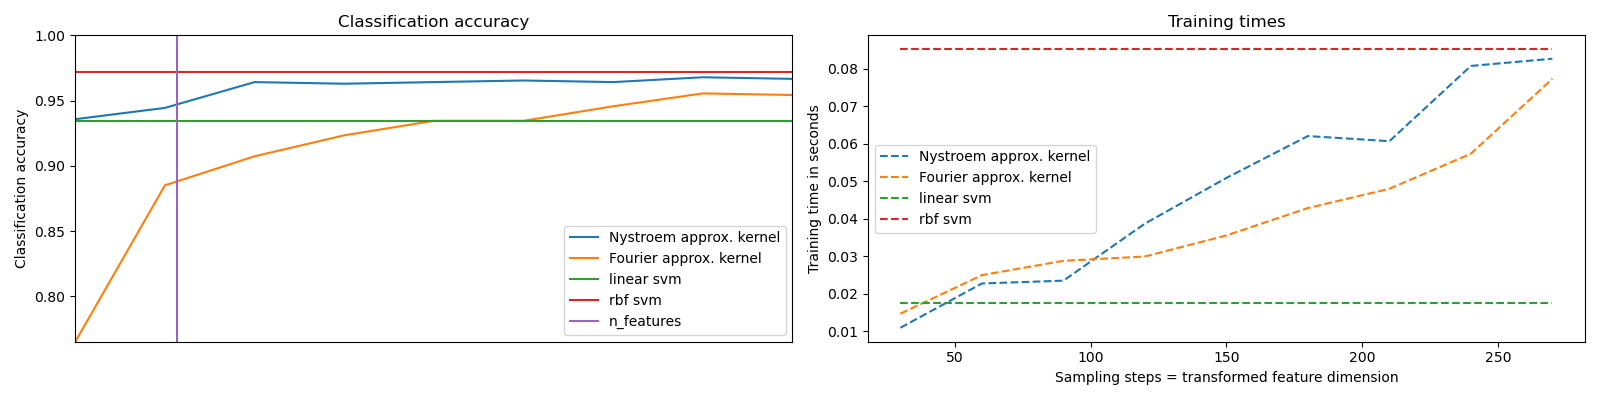 Classification accuracy
Classification accuracy
1.00
0.95
0.90
0.85
0.80
Nystroem approx. kernel
Fourier approx. kernel
linear svm
rbf svm
n_features
Training times
Training time in seconds
0.08
0.07
0.06
0.05
0.04
0.03
0.02
0.01
Nystroem approx. kernel
Fourier approx. kernel
linear svm
rbf svm
50 100 150 200 250
Sampling steps = transformed feature dimension